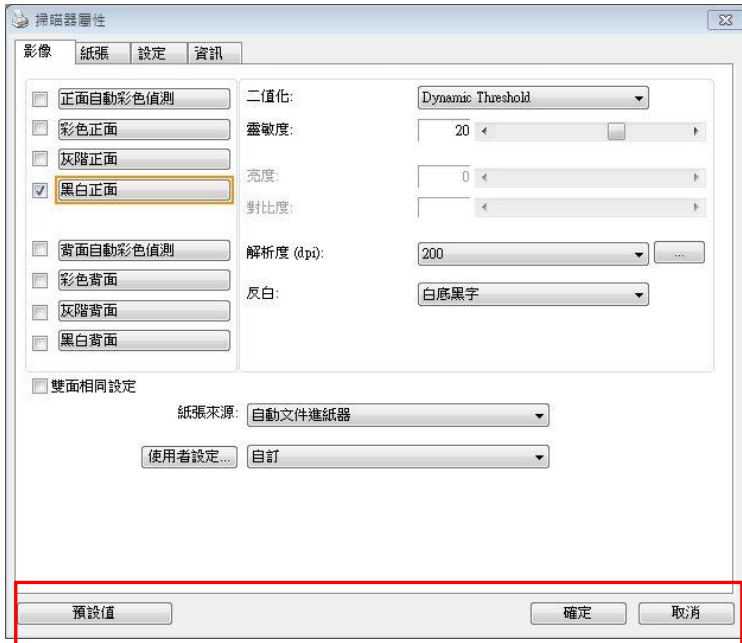 掃瞄器屬性
影像 紙張 設定 資訊
正面自動彩色偵測 二值化: Dynamic Threshold
彩色正面 靈敏度: 20
灰階正面
亮度: 0
黑白正面
對比度:
背面自動彩色偵測 解析度 (dpi): 200 ...
彩色背面
反白: 白底黑字
灰階背面
黑白背面
雙面相同設定
紙張來源: 自動文件進紙器
使用者設定... 自訂
預設值 確定 取消